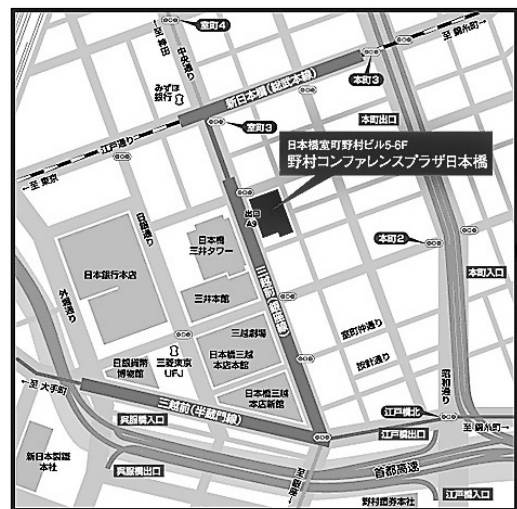 室町4
←至 神田
中央通り
至 錦糸町→
みずほ
銀行
新日本橋(総武本線)
本町3
室町3
本町出口
江戸通り
←至 東京
日本橋室町野村ビル5-6F
野村コンファレンスプラザ日本橋
出口
A9
日銀通り
日本橋
三井タワー
本町2
日本銀行本店
外堀通り
三井本館
三越前(銀座線)
本町入口
三越劇場
日本橋三越
本店本館
室町仲通り
按針通り
日銀貨幣
博物館
三菱東京
UFJ
昭和通り
←至 大手町
日本橋三越
本店新館
三越前(半蔵門線)
呉服橋入口
江戸橋北
至 錦糸町→
江戸橋出口
新日本製鐵
本社
呉服橋出口
首都高速
至 銀座→
野村證券本社
江戸橋入口